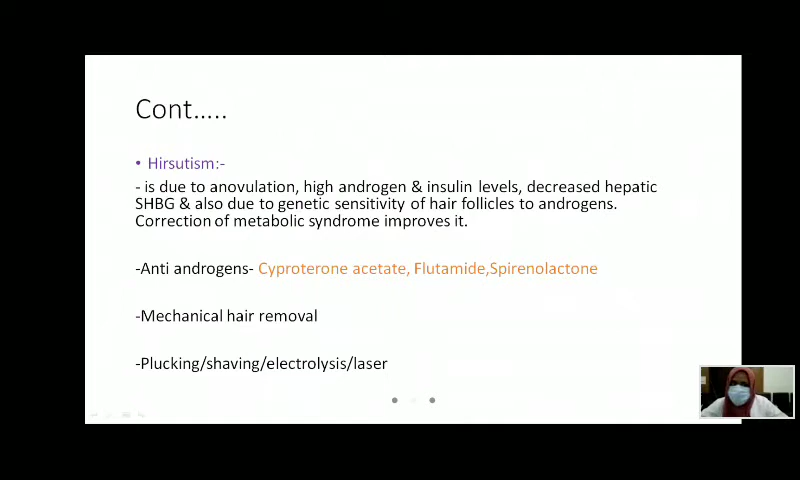 Cont…..
• Hirsutism:-
- is due to anovulation, high androgen & insulin levels, decreased hepatic
SHBG & also due to genetic sensitivity of hair follicles to androgens.
Correction of metabolic syndrome improves it.
-Anti androgens- Cyproterone acetate, Flutamide,Spirenolactone
-Mechanical hair removal
-Plucking/shaving/electrolysis/laser